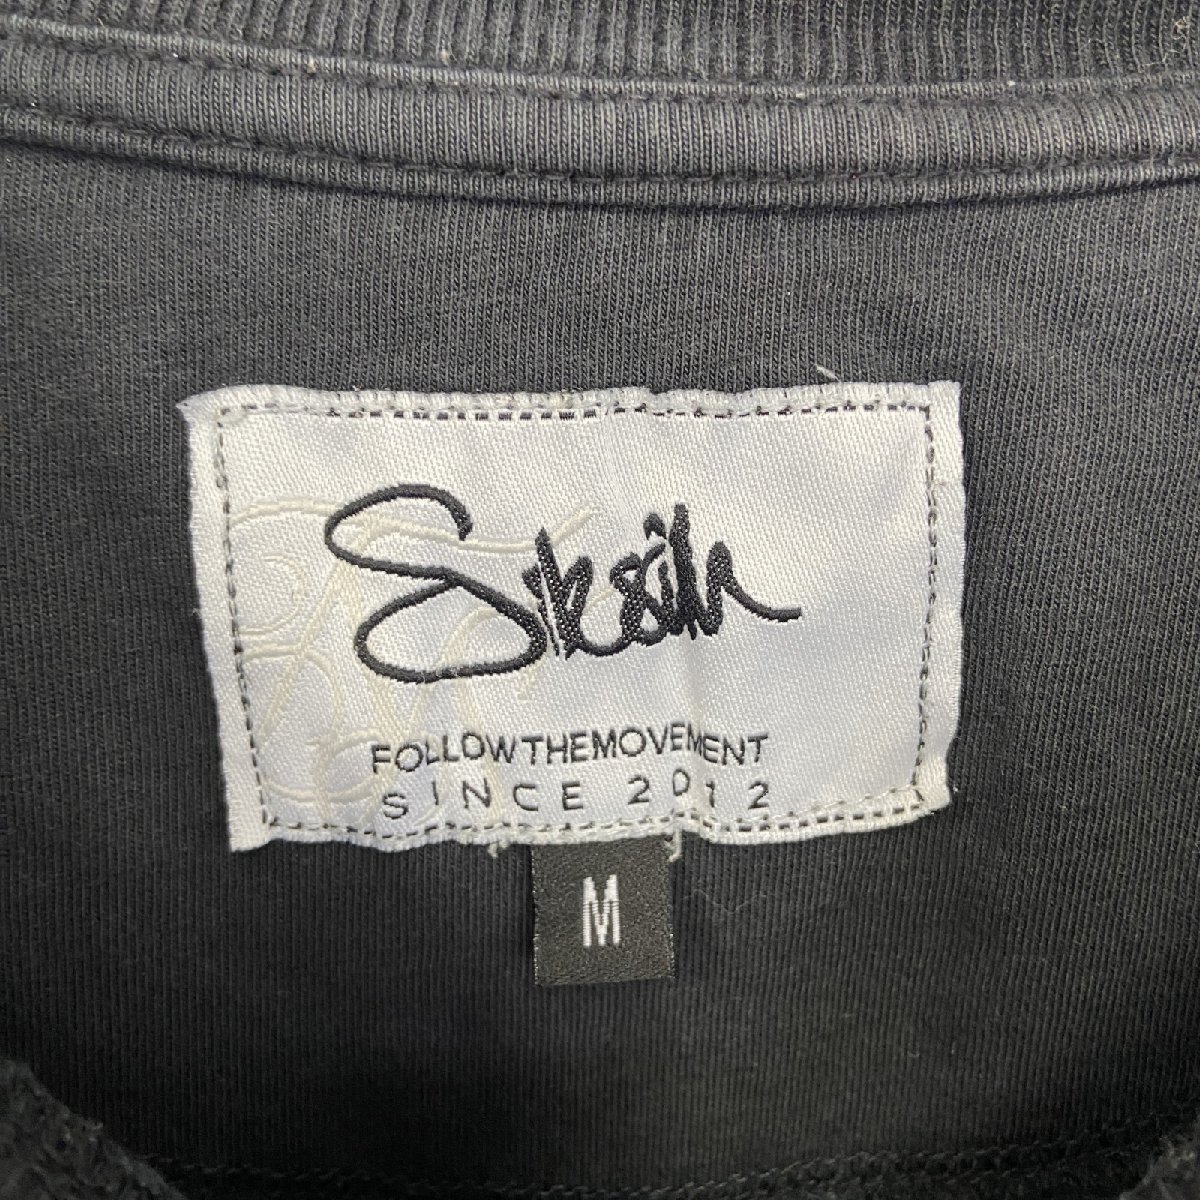 Siksilk
FOLLOWTHEMOVEMENT
SINCE 2012
M